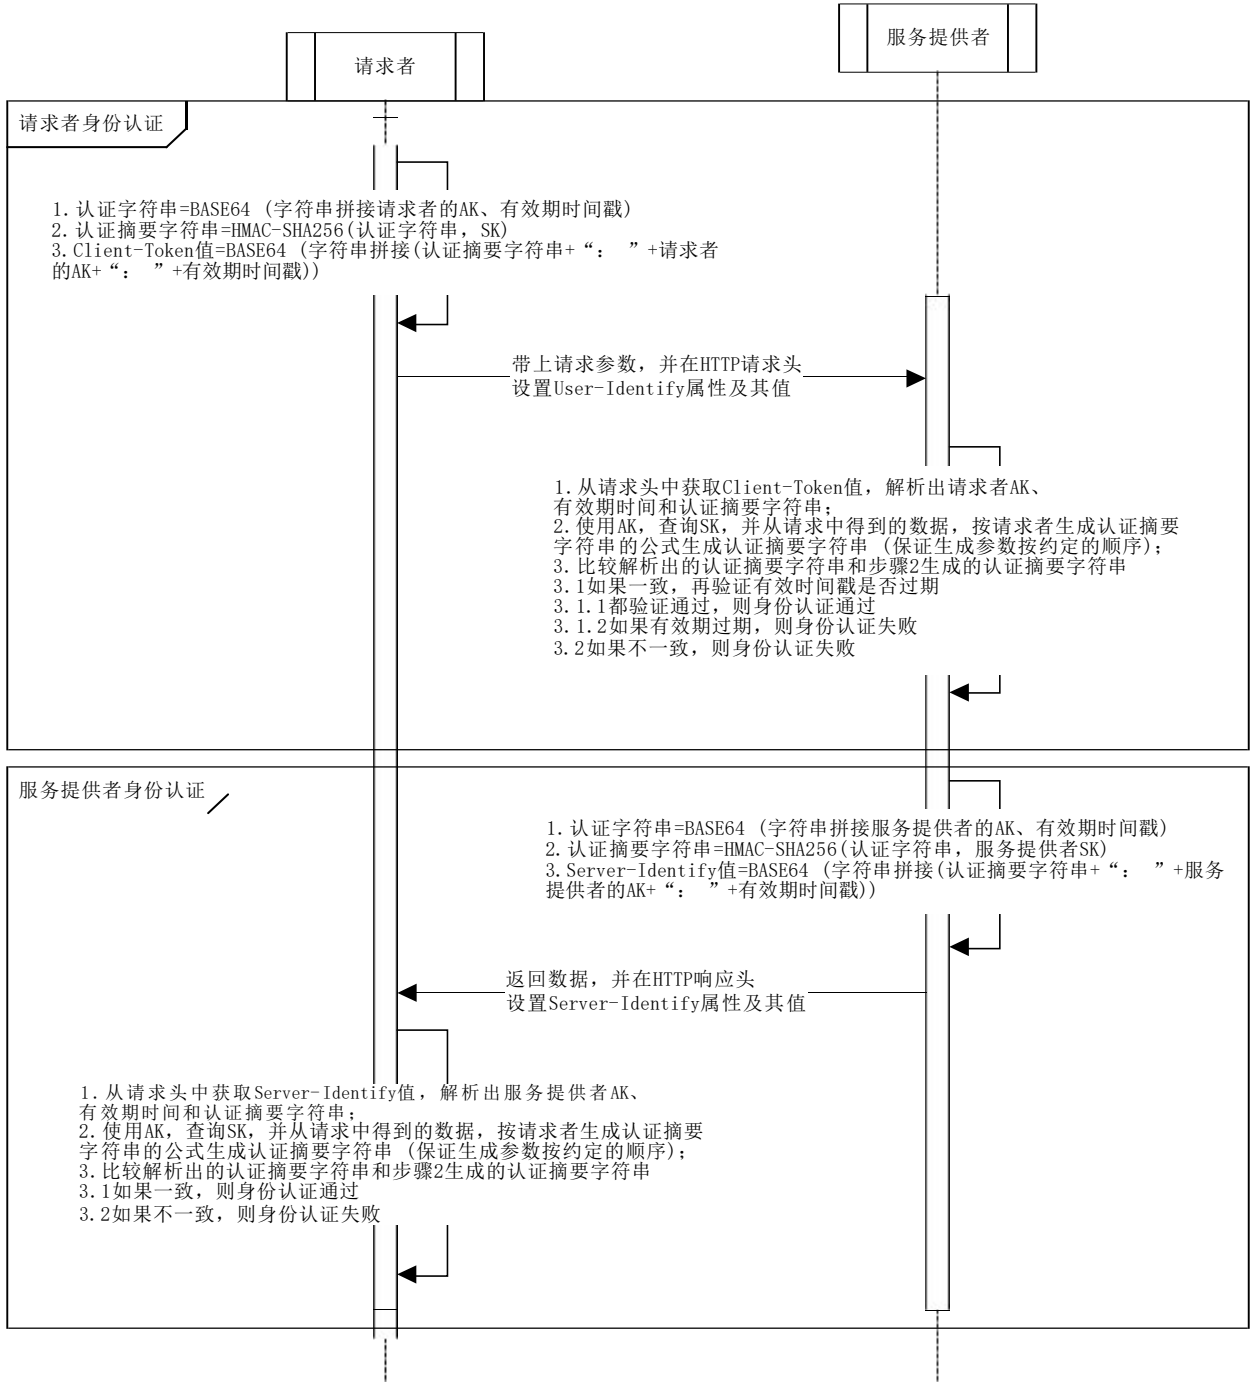 服务提供者
请求者
请求者身份认证
1.认证字符串=BASE64 (字符串拼接请求者的AK、有效期时间戳)
2.认证摘要字符串=HMAC-SHA256(认证字符串, SK)
3.Client-Token值=BASE64 (字符串拼接(认证摘要字符串+“: ”+请求者
的AK+“: ”+有效期时间戳))
带上请求参数，并在HTTP请求头
设置User-Identify属性及其值
1.从请求头中获取Client-Token值，解析出请求者AK、
有效期时间和认证摘要字符串;
2.使用AK，查询SK，并从请求中得到的数据，按请求者生成认证摘要
字符串的公式生成认证摘要字符串 (保证生成参数按约定的顺序);
3.比较解析出的认证摘要字符串和步骤2生成的认证摘要字符串
3.1如果一致，再验证有效时间戳是否过期
3.1.1都验证通过，则身份认证通过
3.1.2如果有效期过期，则身份认证失败
3.2如果不一致，则身份认证失败
服务提供者身份认证
1.认证字符串=BASE64 (字符串拼接服务提供者的AK、有效期时间戳)
2.认证摘要字符串=HMAC-SHA256(认证字符串，服务提供者SK)
3.Server-Identify值=BASE64 (字符串拼接(认证摘要字符串+“: ”+服务
提供者的AK+“: ”+有效期时间戳))
返回数据，并在HTTP响应头
设置Server-Identify属性及其值
1.从请求头中获取Server-Identify值，解析出服务提供者AK、
有效期时间和认证摘要字符串;
2.使用AK，查询SK，并从请求中得到的数据，按请求者生成认证摘要
字符串的公式生成认证摘要字符串 (保证生成参数按约定的顺序);
3.比较解析出的认证摘要字符串和步骤2生成的认证摘要字符串
3.1如果一致，则身份认证通过
3.2如果不一致，则身份认证失败